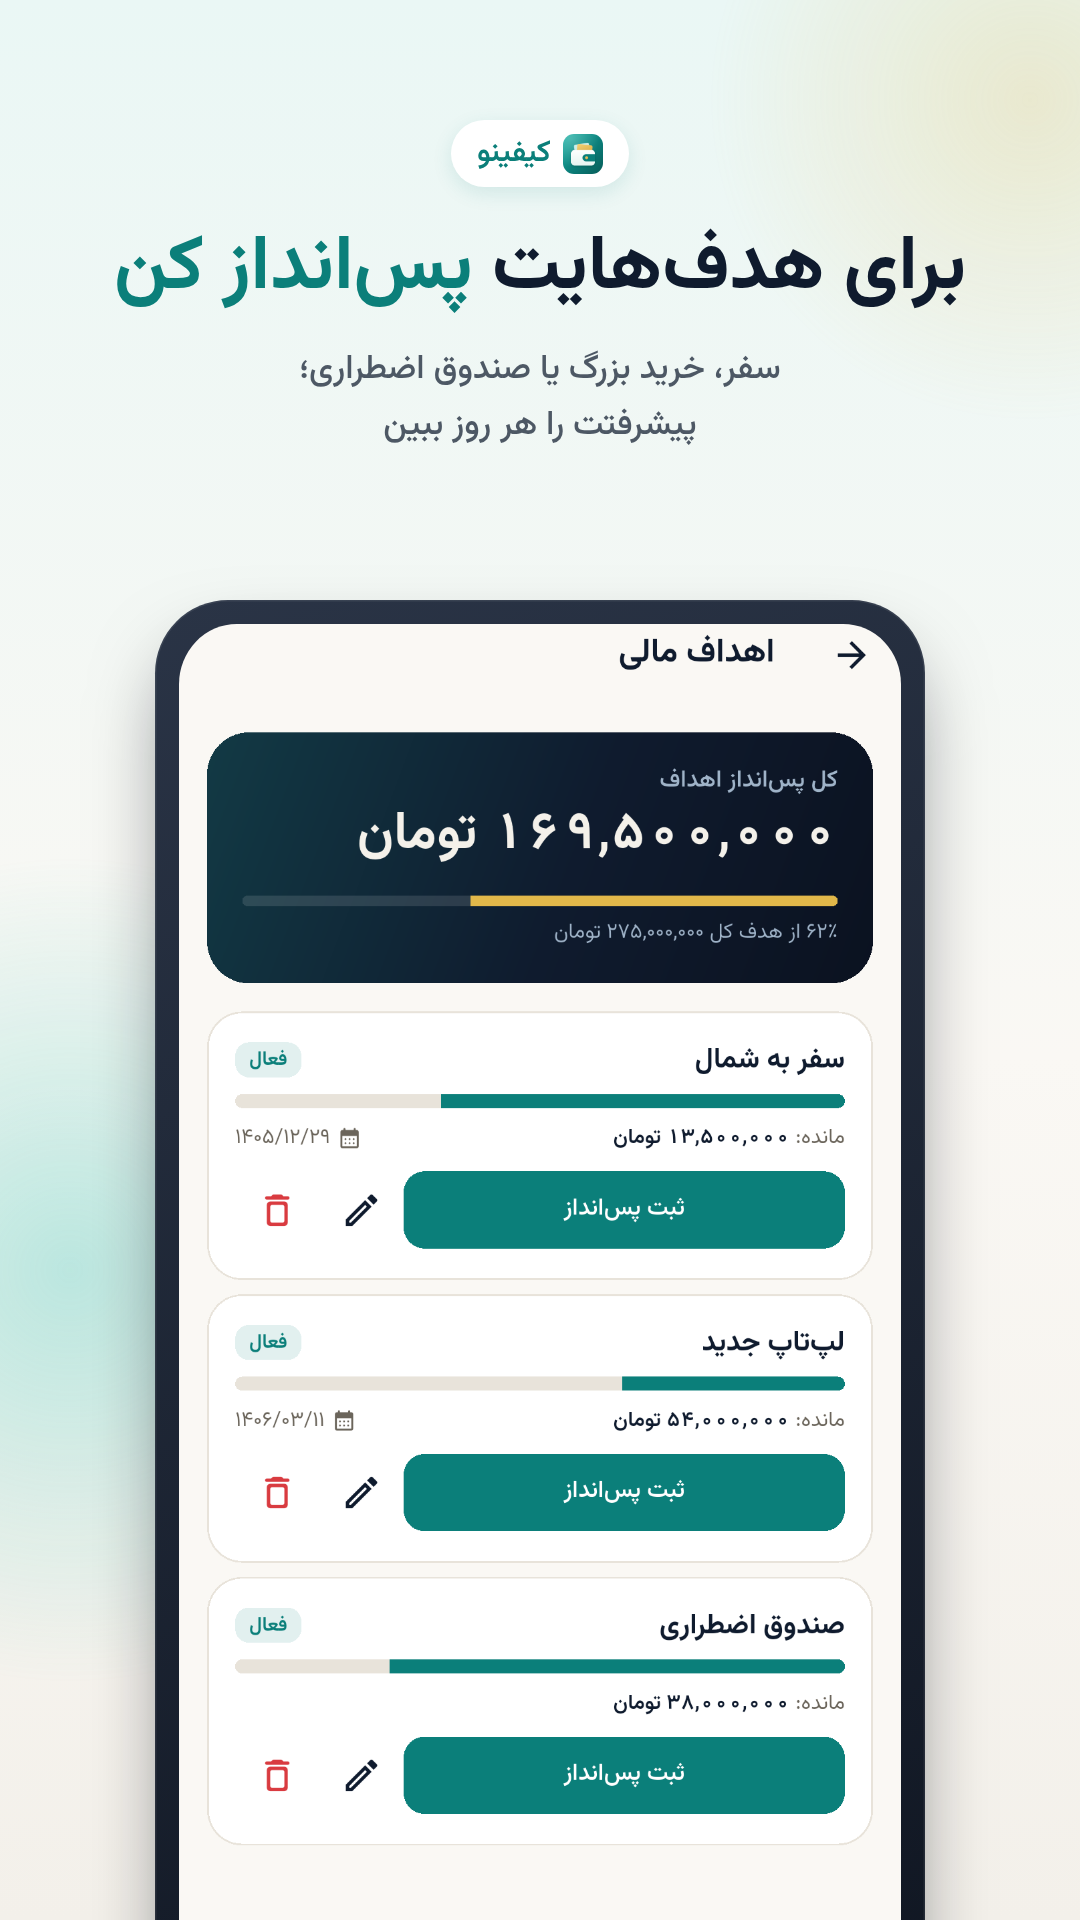 کیفینو
برای هدف‌هایت پس‌انداز کن
سفر، خرید بزرگ یا صندوق اضطراری؛
پیشرفتت را هر روز ببین
اهداف مالی
کل پس‌انداز اهداف
۱۶۹,۵۰۰,۰۰۰ تومان
۶۲٪ از هدف کل ۲۷۵,۰۰۰,۰۰۰ تومان
سفر به شمال
فعال
مانده: ۱۳,۵۰۰,۰۰۰ تومان
۱۴۰۵/۱۲/۲۹
ثبت پس‌انداز
لپ‌تاپ جدید
فعال
مانده: ۵۴,۰۰۰,۰۰۰ تومان
۱۴۰۶/۰۳/۱۱
ثبت پس‌انداز
صندوق اضطراری
فعال
مانده: ۳۸,۰۰۰,۰۰۰ تومان
ثبت پس‌انداز